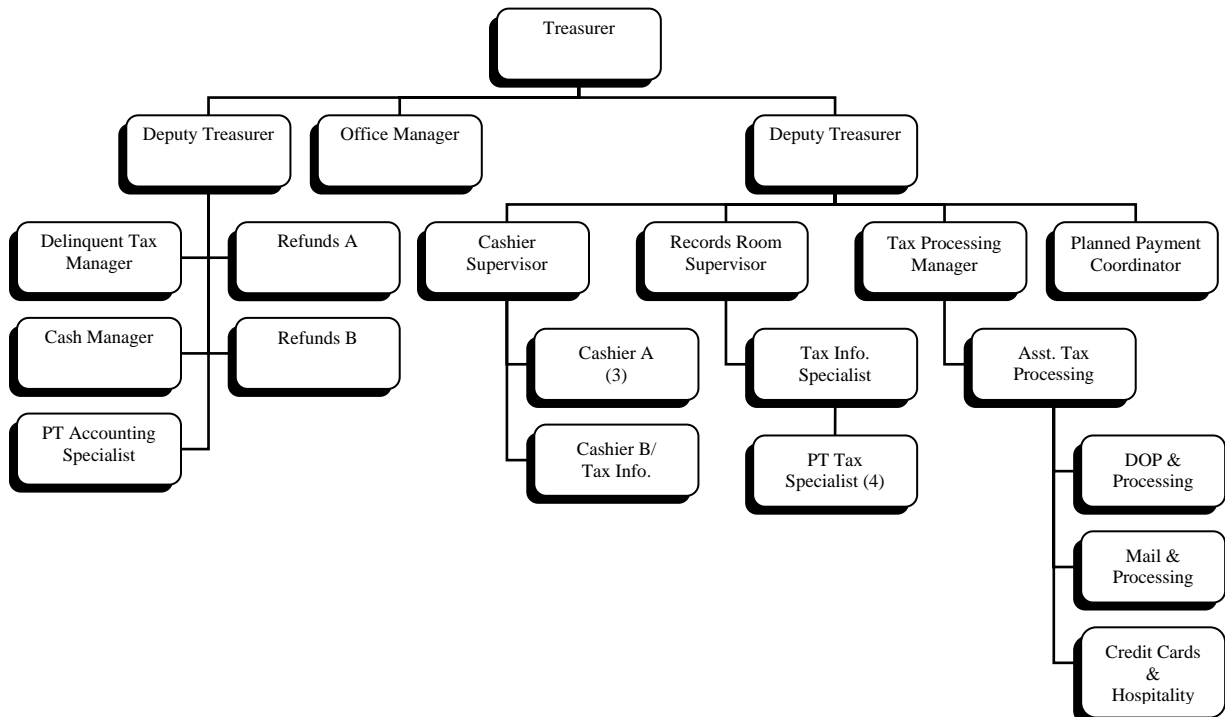 Treasurer
Deputy Treasurer
Office Manager
Deputy Treasurer
Delinquent Tax
Manager
Refunds A
Cashier
Supervisor
Records Room
Supervisor
Tax Processing
Manager
Planned Payment
Coordinator
Cash Manager
Refunds B
Cashier A
(3)
Tax Info.
Specialist
Asst. Tax
Processing
PT Accounting
Specialist
Cashier B/
Tax Info.
PT Tax
Specialist (4)
DOP &
Processing
Mail &
Processing
Credit Cards
&
Hospitality